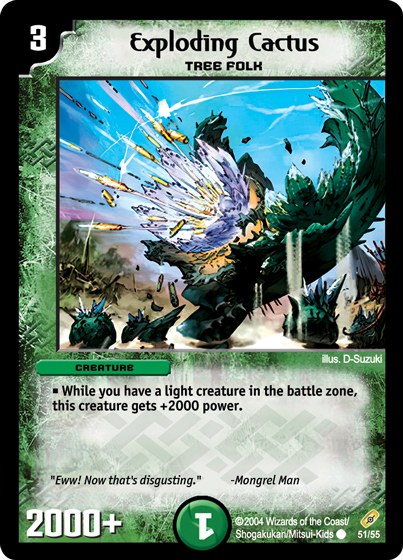 3
Exploding Cactus
TREE FOLK
illus. D-Suzuki
CREATURE
▪ While you have a light creature in the battle zone,
this creature gets +2000 power.
"Eww! Now that's disgusting." -Mongrel Man
2000+
1
©2004 Wizards of the Coast/
Shogakukan/Mitsui-Kids ● 51/55